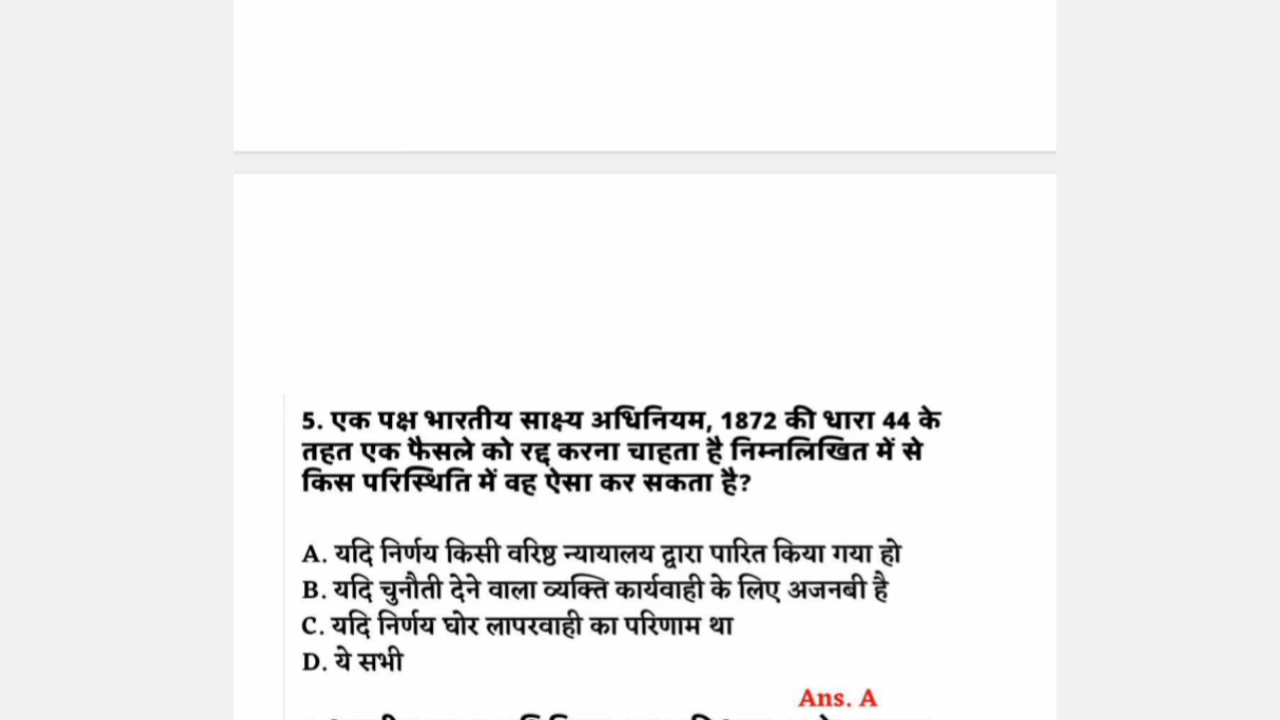 5. एक पक्ष भारतीय साक्ष्य अधिनियम, 1872 की धारा 44 के
तहत एक फैसले को रद्द करना चाहता है निम्नलिखित में से
किस परिस्थिति में वह ऐसा कर सकता है?
A. यदि निर्णय किसी वरिष्ठ न्यायालय द्वारा पारित किया गया हो
B. यदि चुनौती देने वाला व्यक्ति कार्यवाही के लिए अजनबी है
C. यदि निर्णय घोर लापरवाही का परिणाम था
D. ये सभी
Ans. A